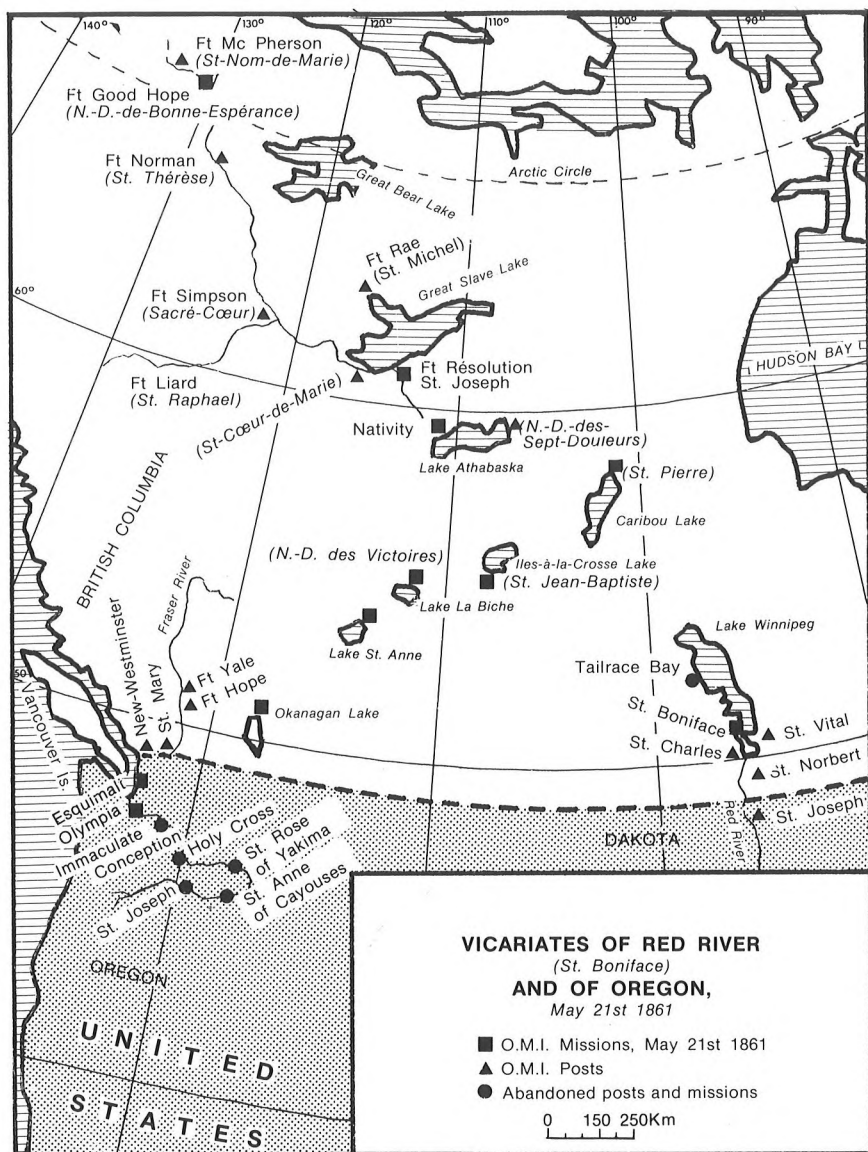 140°
130°
120°
110°
100°
90°
Ft Mc Pherson
(St-Nom-de-Marie)
Ft Good Hope
(N.-D.-de-Bonne-Espérance)
Arctic Circle
Ft Norman
(St. Thérèse)
Great Bear Lake
Ft Rae
(St. Michel)
Great Slave Lake
60°
Ft Simpson
(Sacré-Cœur)
HUDSON BAY
Ft Liard
(St. Raphael)
Ft Résolution
St. Joseph
(St-Cœur-de-Marie)
Nativity
(N.-D.-des-
Sept-Douleurs)
Lake Athabaska
(St. Pierre)
Caribou Lake
BRITISH COLUMBIA
(N.-D. des Victoires)
Iles-à-la-Crosse Lake
(St. Jean-Baptiste)
Lake La Biche
Fraser River
Lake St. Anne
Lake Winnipeg
Tailrace Bay
50°
Ft Yale
Ft Hope
New-Westminster
St. Mary
Okanagan Lake
St. Boniface
St. Vital
St. Charles
St. Norbert
Vancouver Is.
Esquimalt
Olympia
St. Joseph
Red River
DAKOTA
Immaculate
Conception
Holy Cross
St. Rose
of Yakima
St. Anne
of Cayouses
St. Joseph
OREGON
UNITED
STATES
VICARIATES OF RED RIVER
(St. Boniface)
AND OF OREGON,
May 21st 1861
O.M.I. Missions, May 21st 1861
O.M.I. Posts
Abandoned posts and missions
0 150 250Km